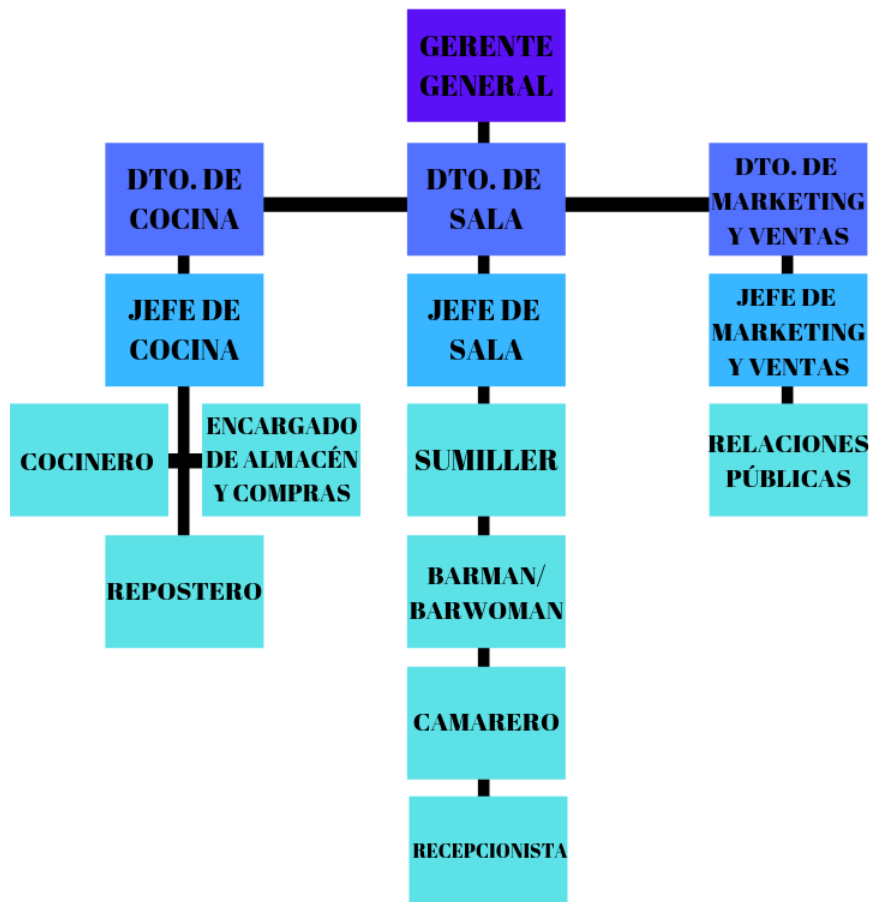 GERENTE
GENERAL
DTO. DE
COCINA
DTO. DE
SALA
DTO. DE
MARKETING
Y VENTAS
JEFE DE
COCINA
JEFE DE
SALA
JEFE DE
MARKETING
Y VENTAS
COCINERO
ENCARGADO
DE ALMACÉN
Y COMPRAS
SUMILLER
RELACIONES
PÚBLICAS
REPOSTERO
BARMAN/
BARWOMAN
CAMARERO
RECEPCIONISTA